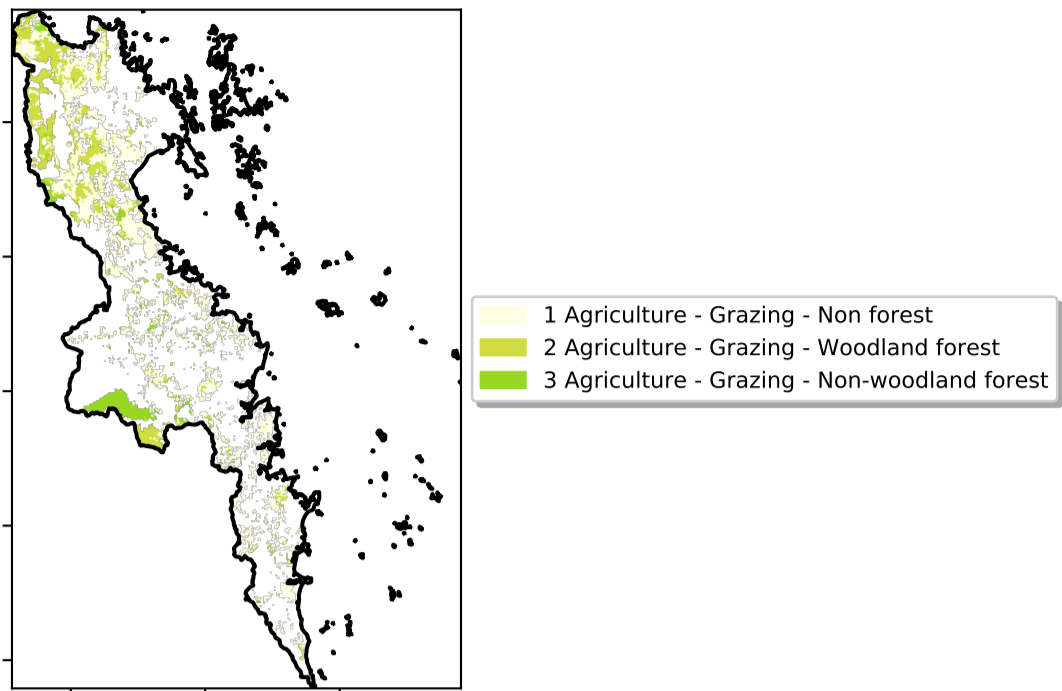 1 Agriculture - Grazing - Non forest
2 Agriculture - Grazing - Woodland forest
3 Agriculture - Grazing - Non-woodland forest